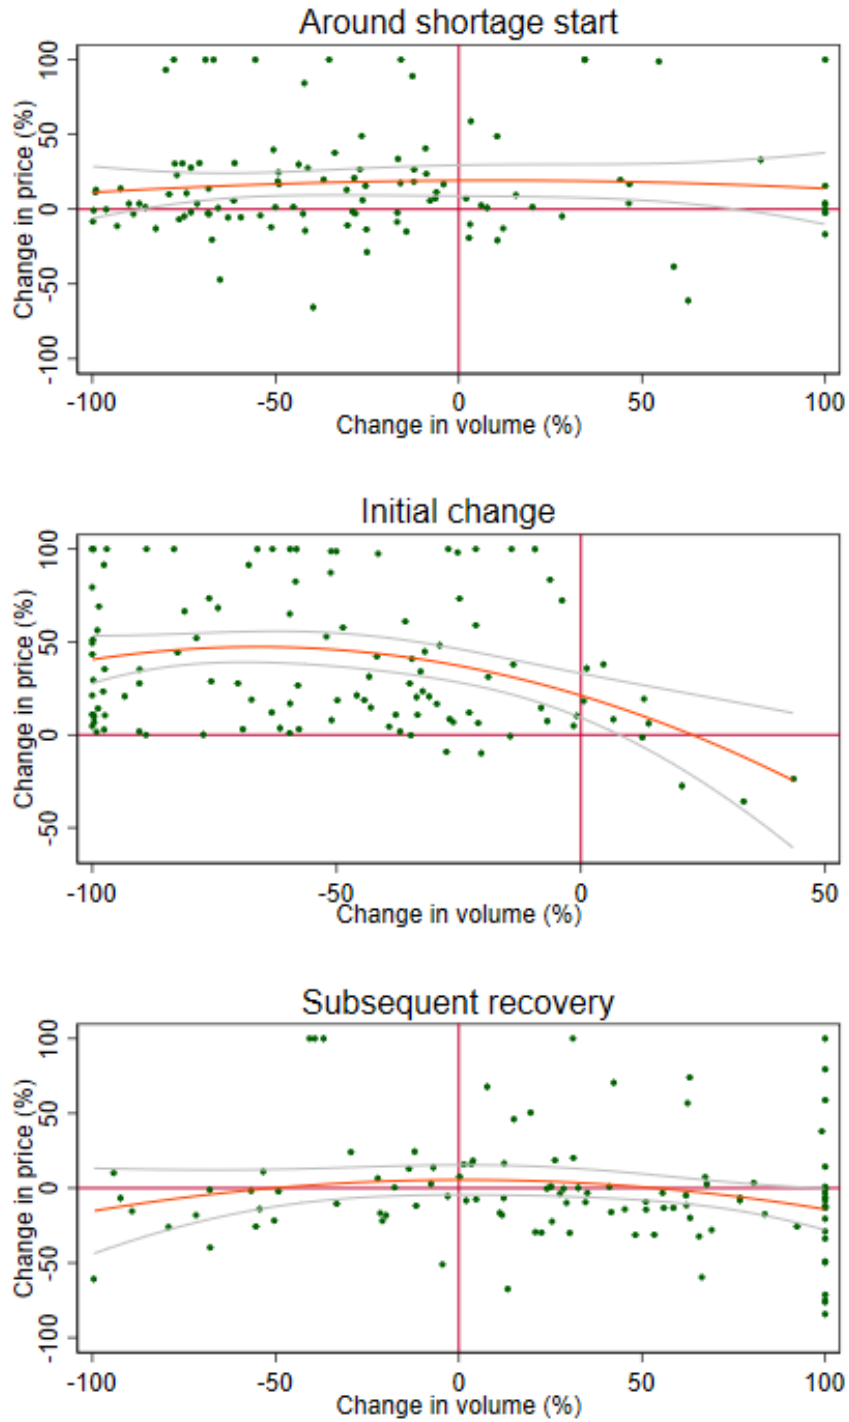 Around shortage start
Change in price (%)
100
50
0
-50
-100
-100 -50 0 50 100
Change in volume (%)
Initial change
Change in price (%)
100
50
0
-50
-100 -50 0 50
Change in volume (%)
Subsequent recovery
Change in price (%)
100
50
0
-50
-100
-100 -50 0 50 100
Change in volume (%)